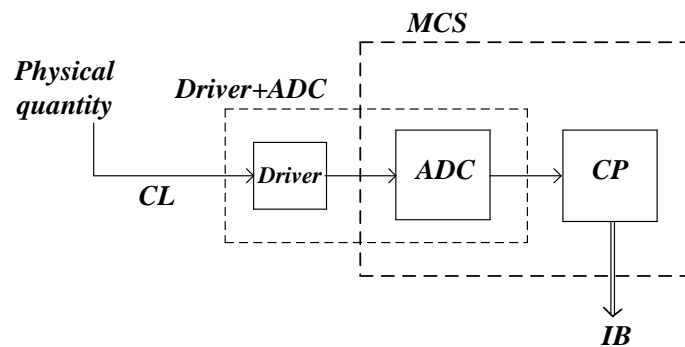 MCS
Physical
quantity
Driver+ADC
Driver
ADC
CP
CL
IB